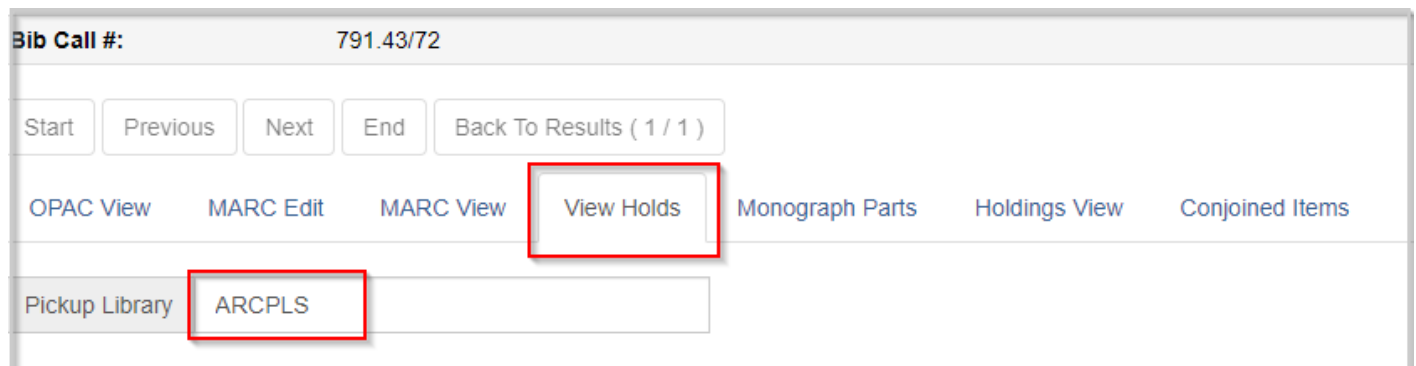 Bib Call #: 791.43/72
Start Previous Next End Back To Results ( 1 / 1 )
OPAC View MARC Edit MARC View View Holds Monograph Parts Holdings View Conjoined Items
Pickup Library ARCPLS